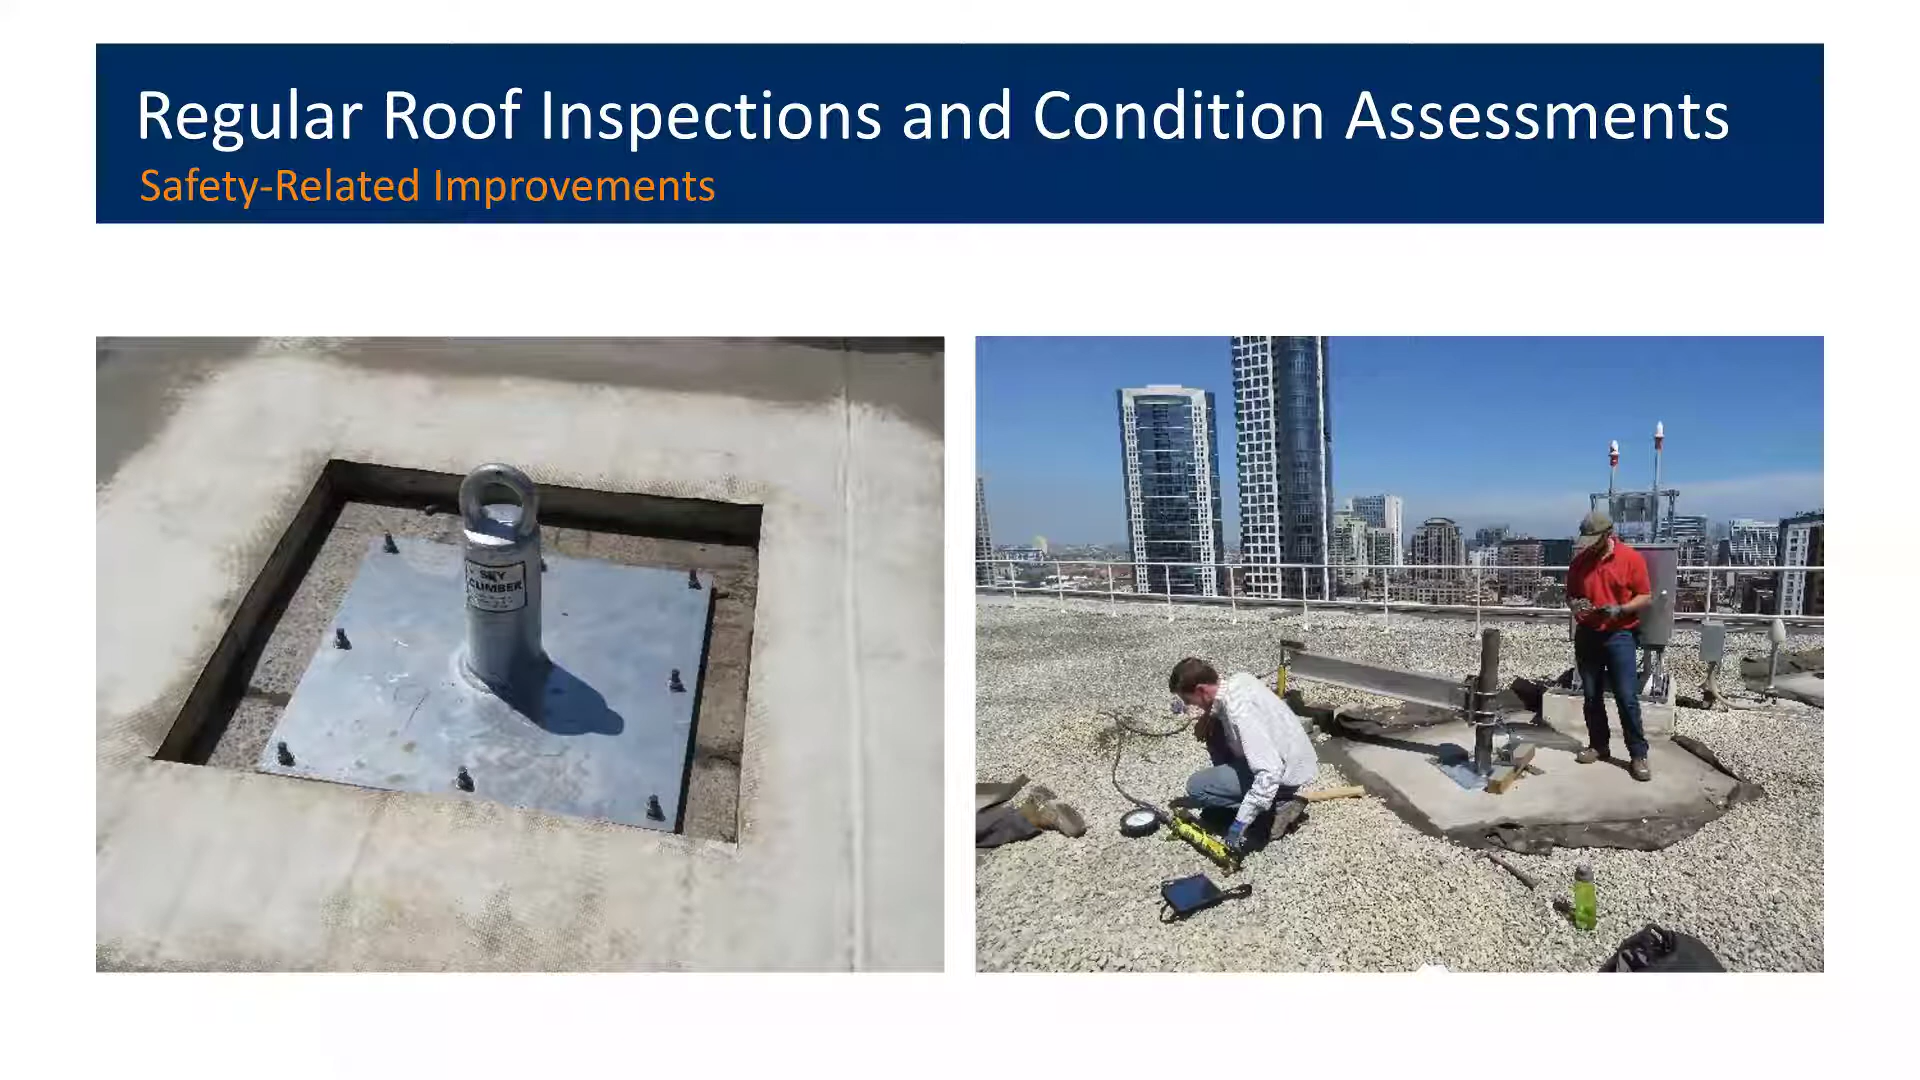 Regular Roof Inspections and Condition Assessments
Safety-Related Improvements
SKY
CLIMBER